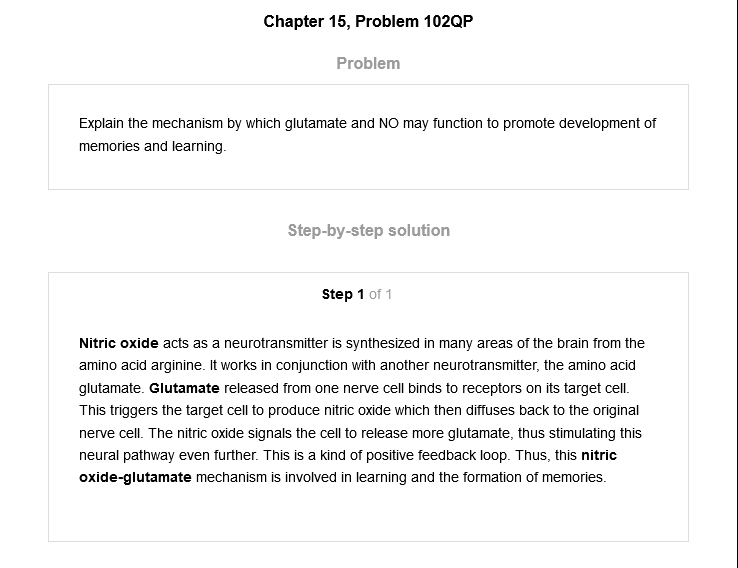 Chapter 15, Problem 102QP
Problem
Explain the mechanism by which glutamate and NO may function to promote development of
memories and learning.
Step-by-step solution
Step 1 of 1
Nitric oxide acts as a neurotransmitter is synthesized in many areas of the brain from the
amino acid arginine. It works in conjunction with another neurotransmitter, the amino acid
glutamate. Glutamate released from one nerve cell binds to receptors on its target cell.
This triggers the target cell to produce nitric oxide which then diffuses back to the original
nerve cell. The nitric oxide signals the cell to release more glutamate, thus stimulating this
neural pathway even further. This is a kind of positive feedback loop. Thus, this nitric
oxide-glutamate mechanism is involved in learning and the formation of memories.